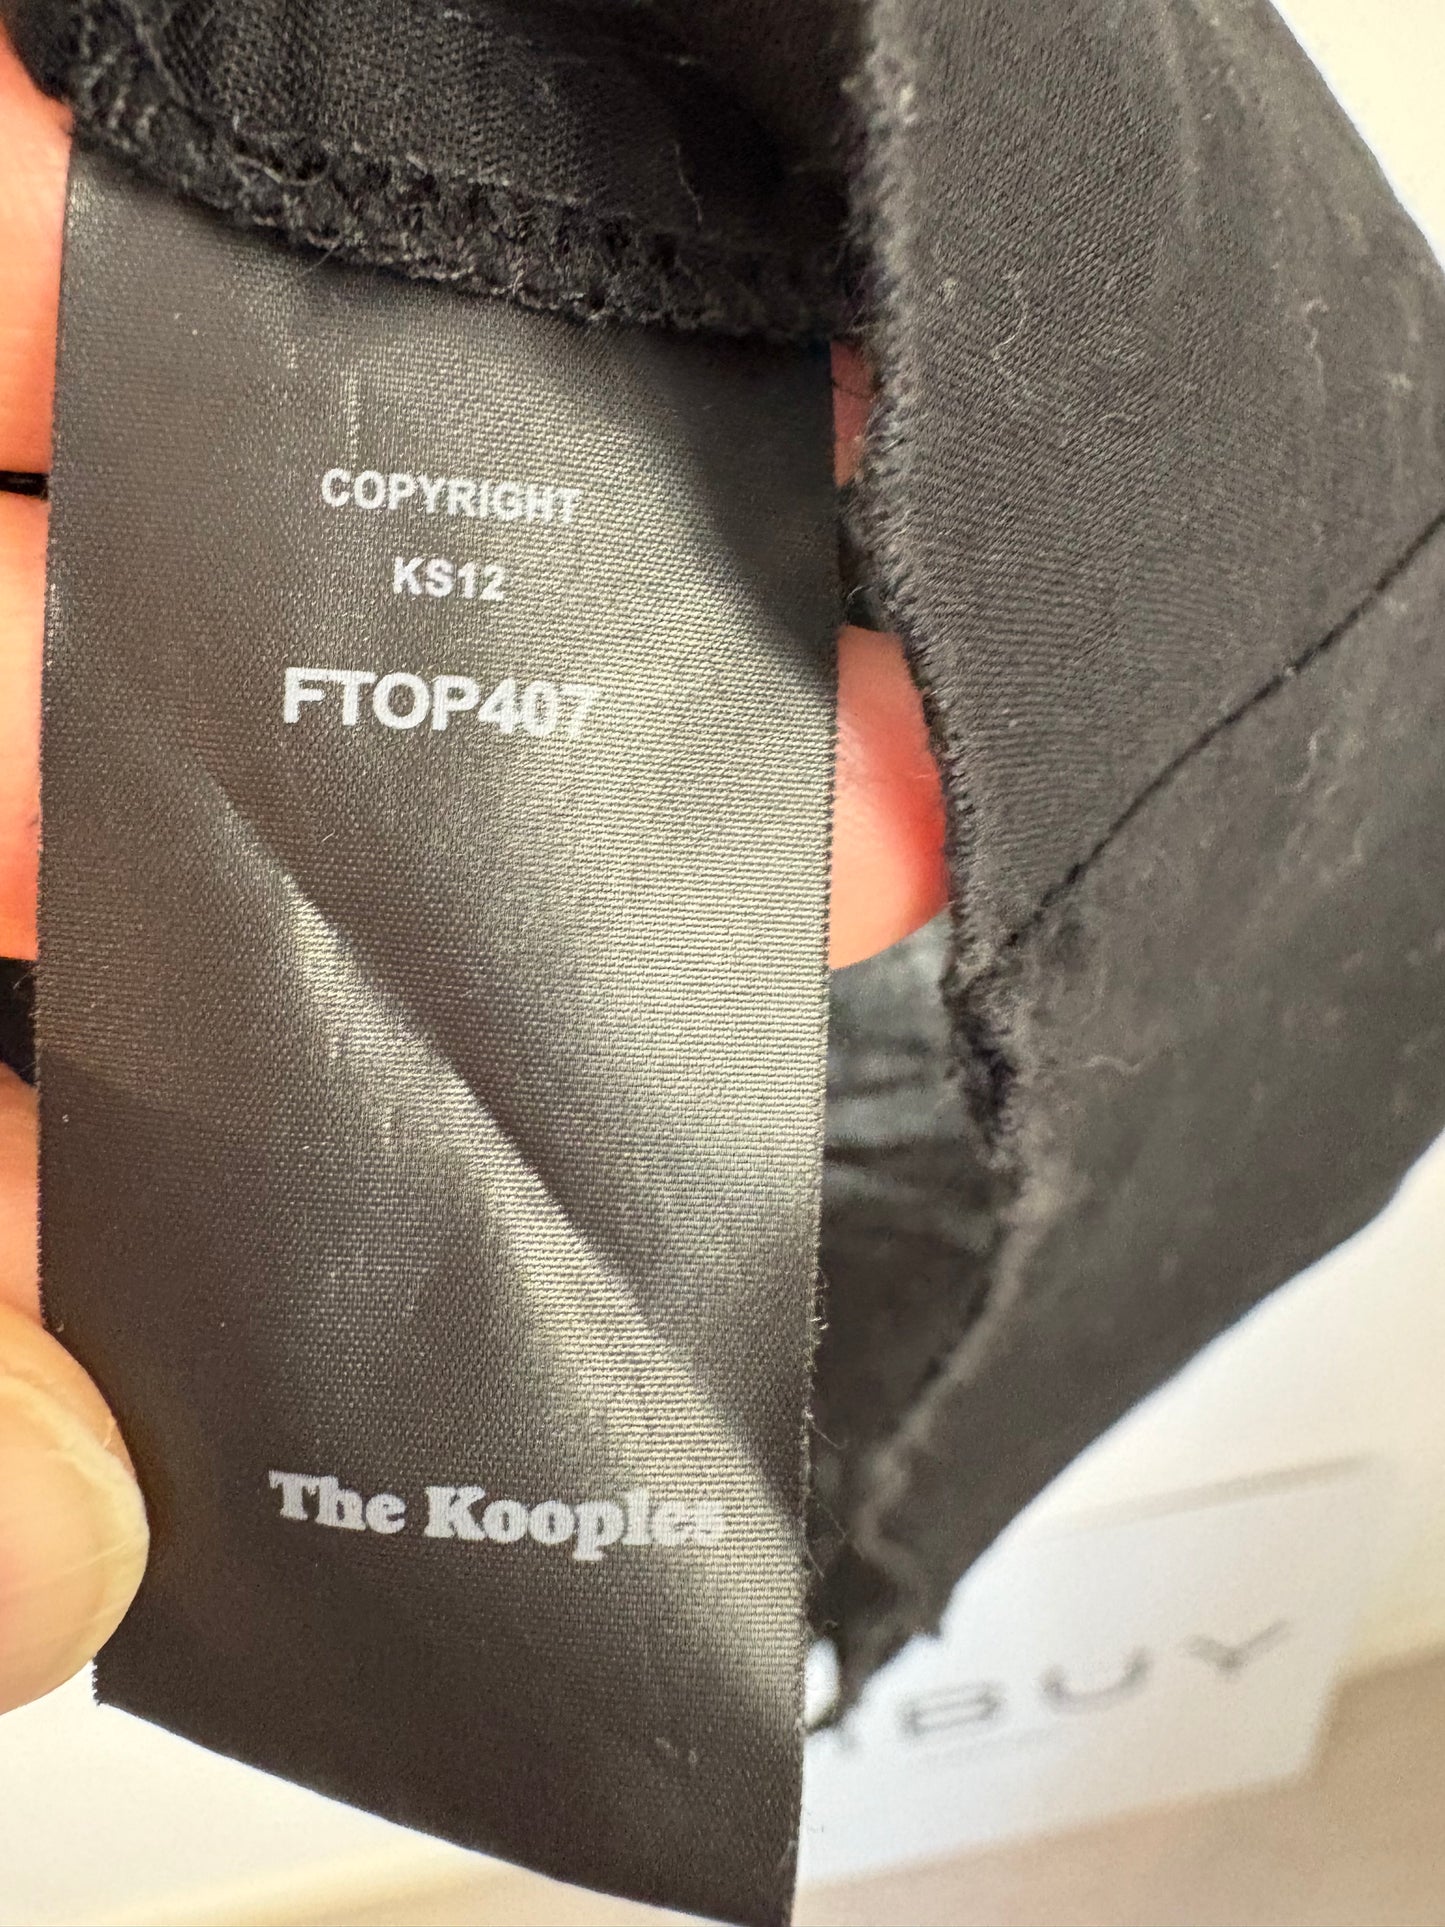 COPYRIGHT
KS12
FTOP407
The Kooples